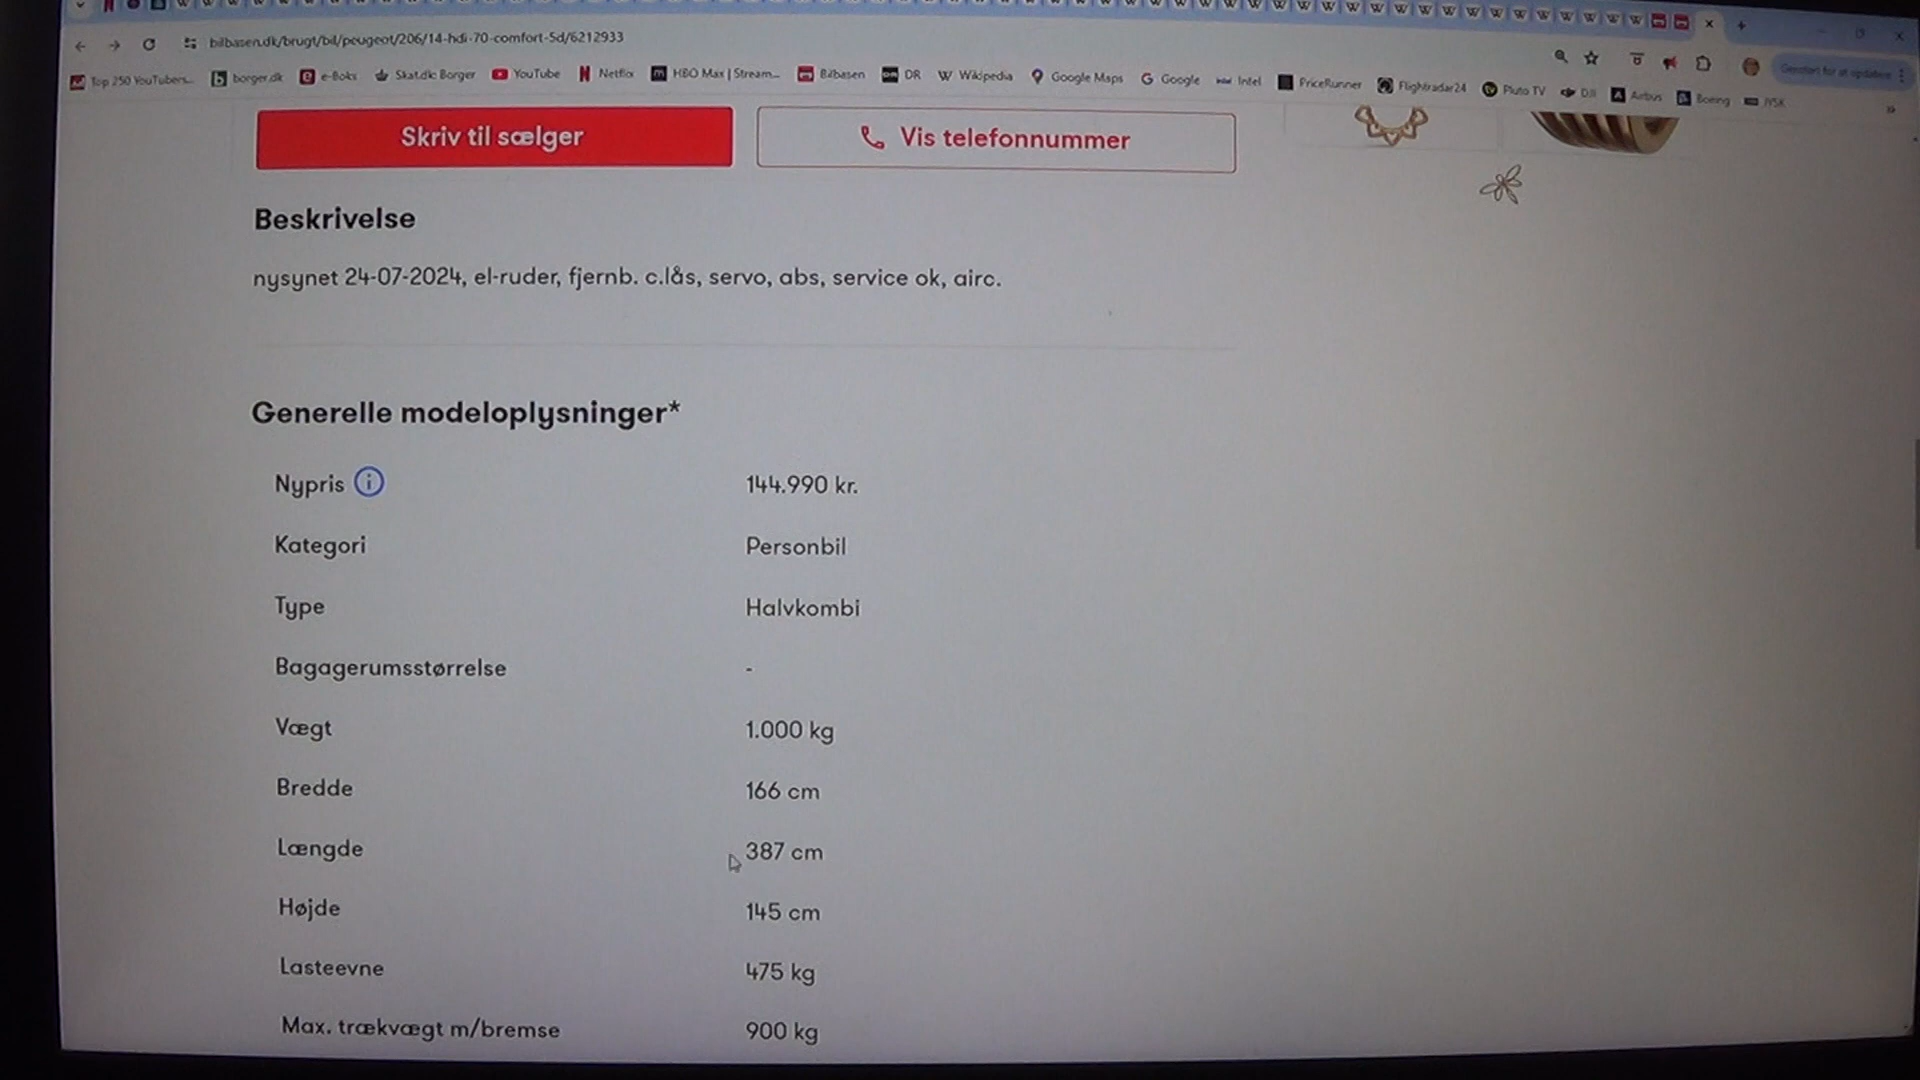 bilbasen.dk/brugt/bil/peugeot/206/14-hdi-70-comfort-5d/6212933
Top 250 YouTubers... borger.dk e-Boks Skat.dk: Borger YouTube Netflix HBO Max | Stream... Bilbasen DR Wikipedia Google Maps Google Intel PriceRunner Flightradar24 Pluto TV DJI Airbus Boeing JYSK
Skriv til sælger
Vis telefonnummer
Beskrivelse
nysynet 24-07-2024, el-ruder, fjernb. c.lås, servo, abs, service ok, airc.
Generelle modeloplysninger*
Nypris 144.990 kr.
Kategori Personbil
Type Halvkombi
Bagagerumsstørrelse -
Vægt 1.000 kg
Bredde 166 cm
Længde 387 cm
Højde 145 cm
Lasteevne 475 kg
Max. trækvægt m/bremse 900 kg